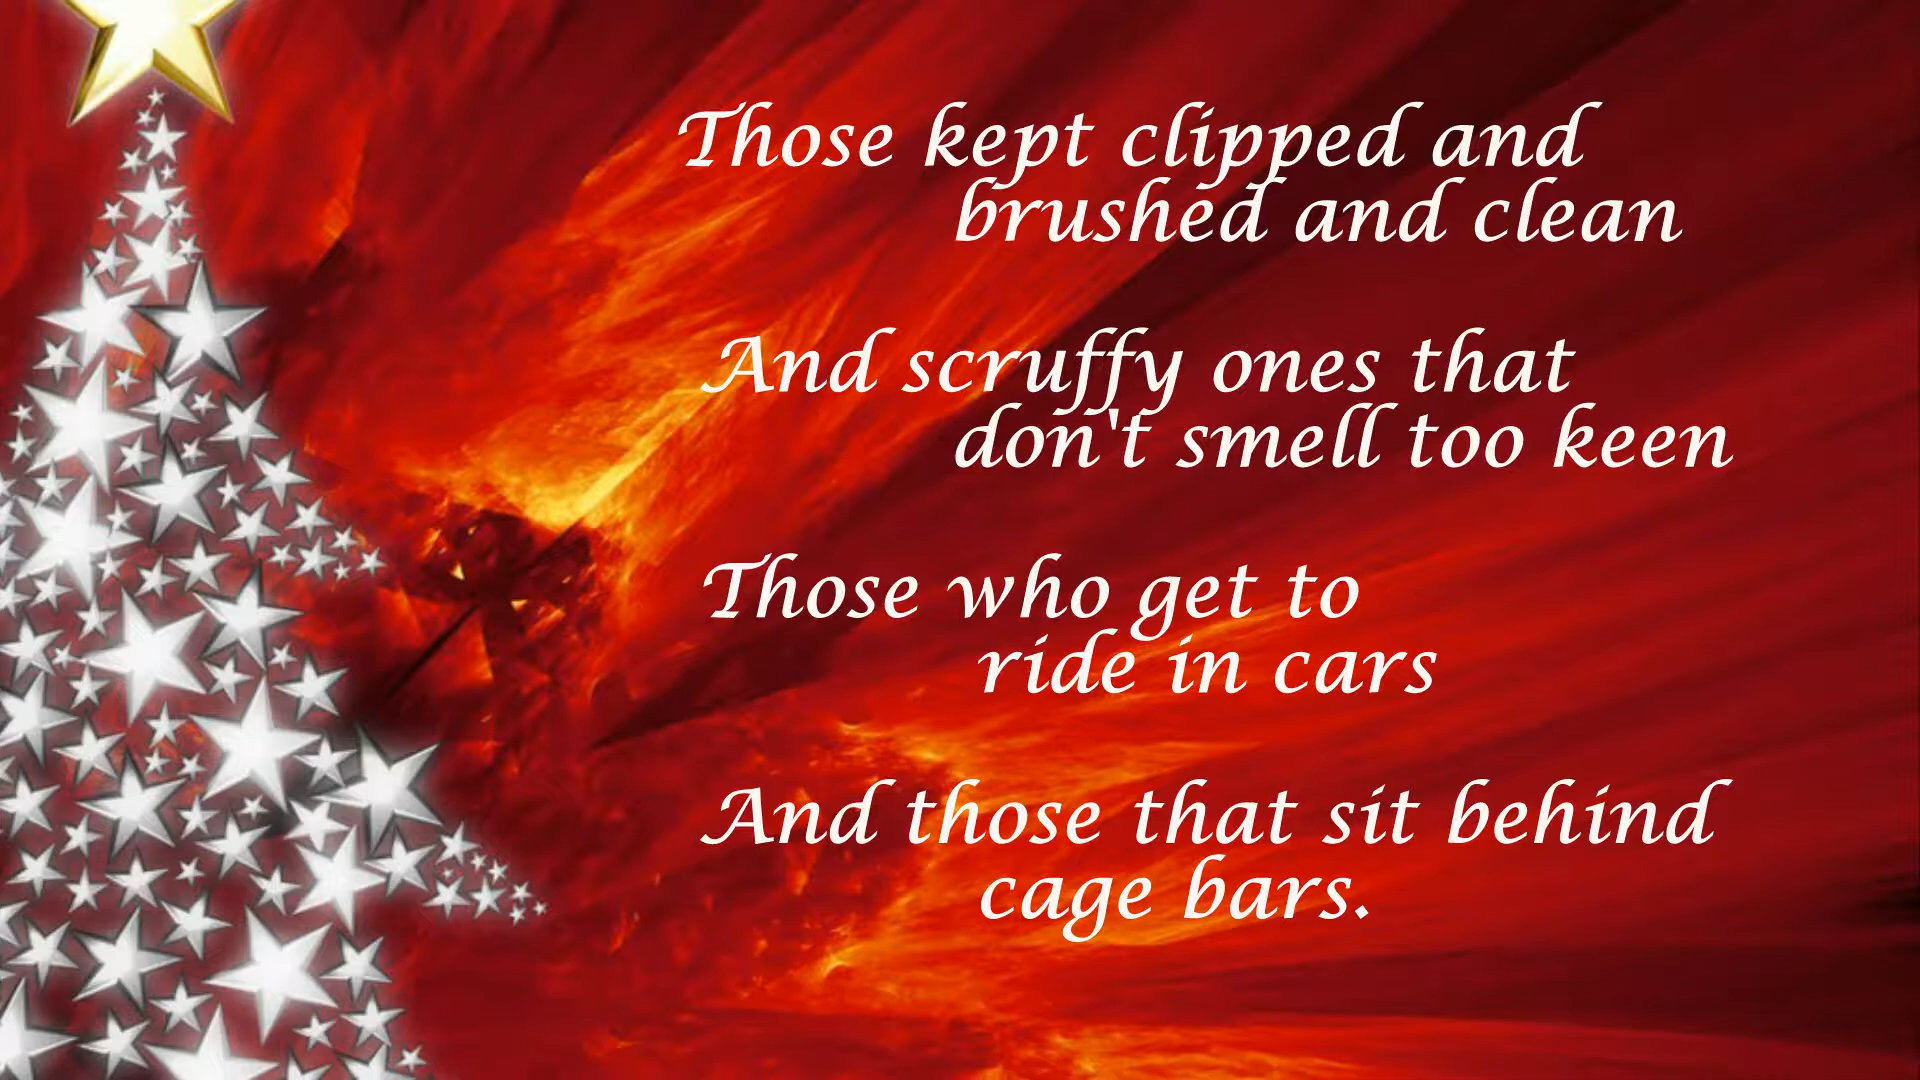 Those kept clipped and
brushed and clean
And scruffy ones that
don't smell too keen
Those who get to
ride in cars
And those that sit behind
cage bars.